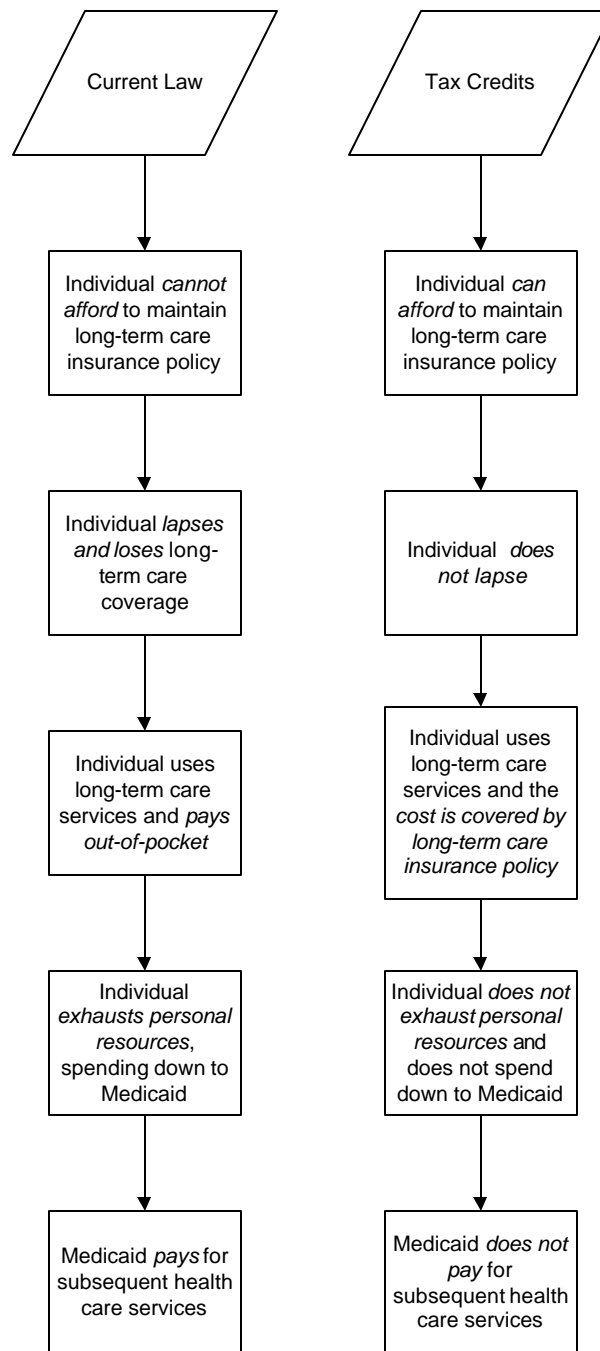 Current Law
Individual cannot
afford to maintain
long-term care
insurance policy
Individual lapses
and loses long-
term care
coverage
Individual uses
long-term care
services and pays
out-of-pocket
Individual
exhausts personal
resources,
spending down to
Medicaid
Medicaid pays for
subsequent health
care services
Tax Credits
Individual can
afford to maintain
long-term care
insurance policy
Individual does
not lapse
Individual uses
long-term care
services and the
cost is covered by
long-term care
insurance policy
Individual does not
exhaust personal
resources and
does not spend
down to Medicaid
Medicaid does not
pay for
subsequent health
care services